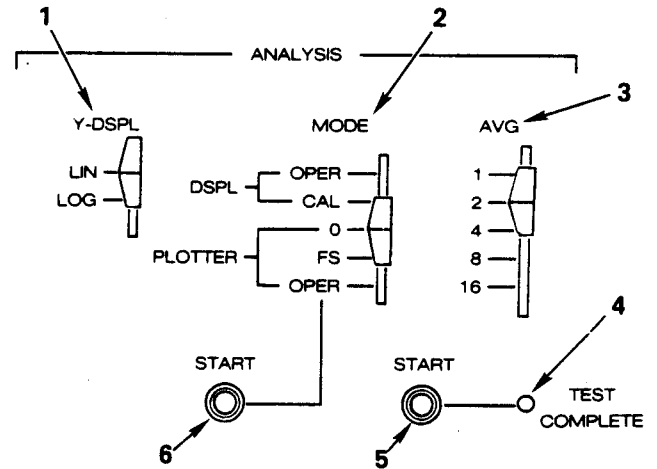 1
2
ANALYSIS
3
Y-DSPL
MODE
AVG
LIN
LOG
DSPL
OPER
CAL
PLOTTER
0
FS
OPER
1
2
4
8
16
START
START
4
TEST
COMPLETE
6
5